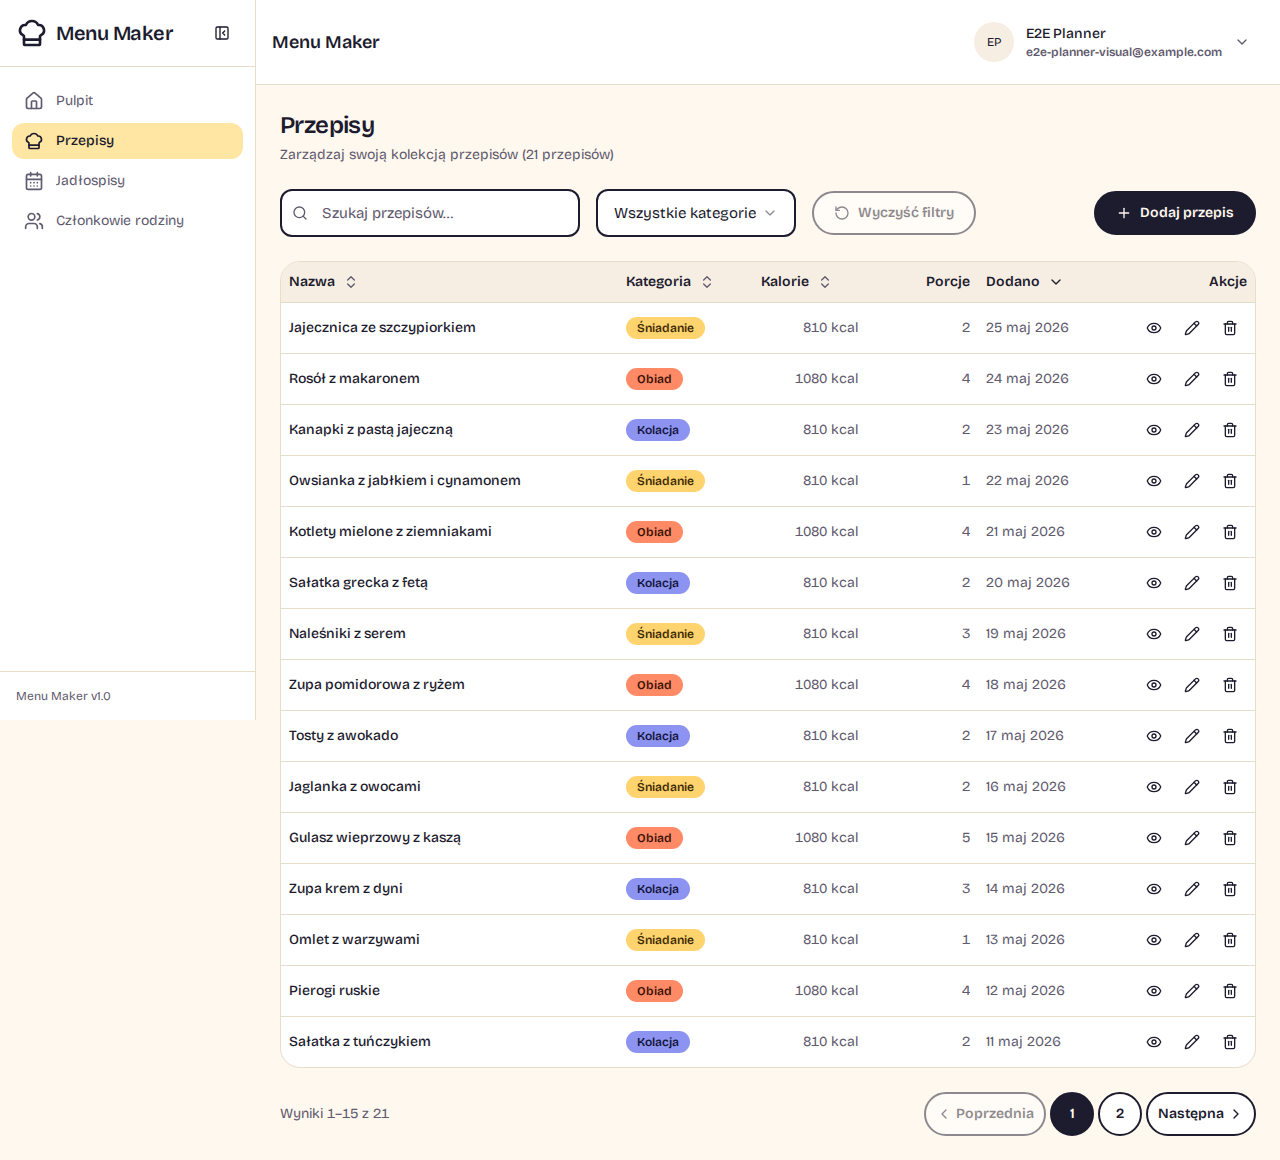 Menu Maker
Menu Maker
EP
E2E Planner
e2e-planner-visual@example.com
Pulpit
Przepisy
Jadłospisy
Członkowie rodziny
Menu Maker v1.0
Przepisy
Zarządzaj swoją kolekcją przepisów (21 przepisów)
Szukaj przepisów...
Wszystkie kategorie
Wyczyść filtry
Dodaj przepis
Nazwa Kategoria Kalorie Porcje Dodano Akcje
Jajecznica ze szczypiorkiem Śniadanie 810 kcal 2 25 maj 2026
Rosół z makaronem Obiad 1080 kcal 4 24 maj 2026
Kanapki z pastą jajeczną Kolacja 810 kcal 2 23 maj 2026
Owsianka z jabłkiem i cynamonem Śniadanie 810 kcal 1 22 maj 2026
Kotlety mielone z ziemniakami Obiad 1080 kcal 4 21 maj 2026
Sałatka grecka z fetą Kolacja 810 kcal 2 20 maj 2026
Naleśniki z serem Śniadanie 810 kcal 3 19 maj 2026
Zupa pomidorowa z ryżem Obiad 1080 kcal 4 18 maj 2026
Tosty z awokado Kolacja 810 kcal 2 17 maj 2026
Jaglanka z owocami Śniadanie 810 kcal 2 16 maj 2026
Gulasz wieprzowy z kaszą Obiad 1080 kcal 5 15 maj 2026
Zupa krem z dyni Kolacja 810 kcal 3 14 maj 2026
Omlet z warzywami Śniadanie 810 kcal 1 13 maj 2026
Pierogi ruskie Obiad 1080 kcal 4 12 maj 2026
Sałatka z tuńczykiem Kolacja 810 kcal 2 11 maj 2026
Wyniki 1–15 z 21
Poprzednia 1 2 Następna